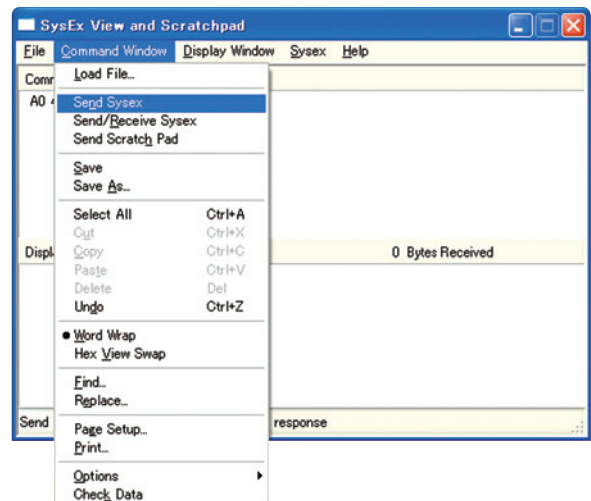 SysEx View and Scratchpad
File Command Window Display Window Sysex Help
Load File...
Send Sysex
A0
Send/Receive Sysex
Send Scratch Pad
Save
Save As...
Select All Ctrl+A
Cut Ctrl+X
Copy Ctrl+C
0 Bytes Received
Paste Ctrl+V
Delete Del
Undo Ctrl+Z
Word Wrap
Hex View Swap
Find...
Replace...
Send
response
Page Setup...
Print...
Options
Check Data